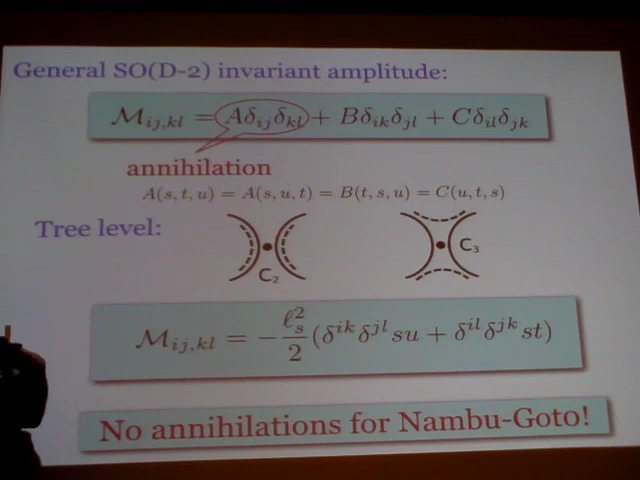 General SO(D-2) invariant amplitude:
ℳ_{ij,kl} = Aδ_{ij}δ_{kl} + Bδ_{ik}δ_{jl} + Cδ_{il}δ_{jk}
annihilation
A(s, t, u) = A(s, u, t) = B(t, s, u) = C(u, t, s)
Tree level:
C₂
C₃
ℳ_{ij,kl} = −ℓ_s²/2 (δ^{ik}δ^{jl} su + δ^{il}δ^{jk} st)
No annihilations for Nambu-Goto!